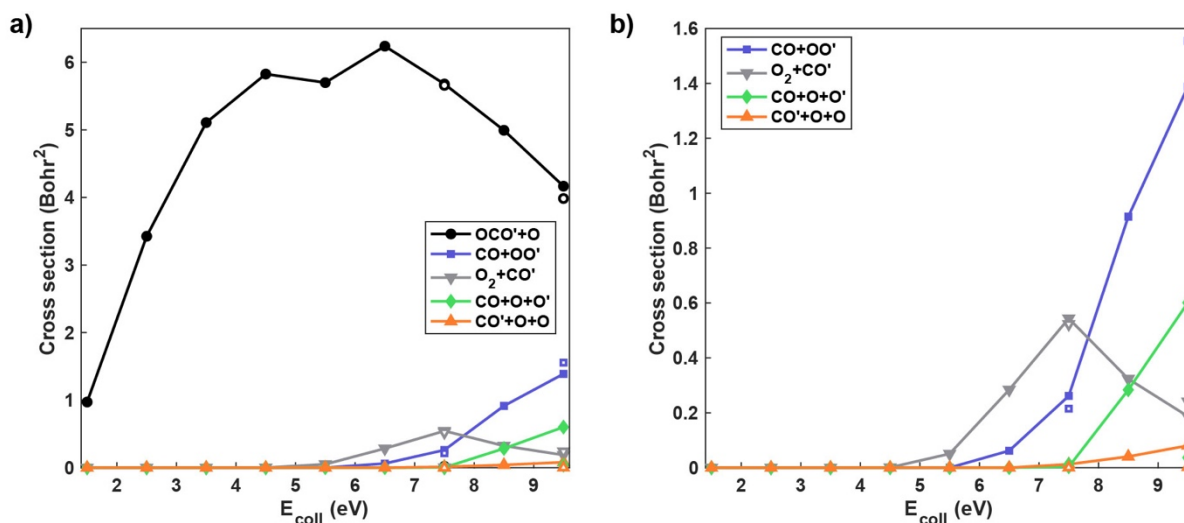 a)
Cross section (Bohr²)
6
5
4
3
2
1
0
OCO'+O
CO+OO'
O₂+CO'
CO+O+O'
CO'+O+O
2 3 4 5 6 7 8 9
E_coll (eV)
b)
Cross section (Bohr²)
1.6
1.4
1.2
1
0.8
0.6
0.4
0.2
0
CO+OO'
O₂+CO'
CO+O+O'
CO'+O+O
2 3 4 5 6 7 8 9
E_coll (eV)